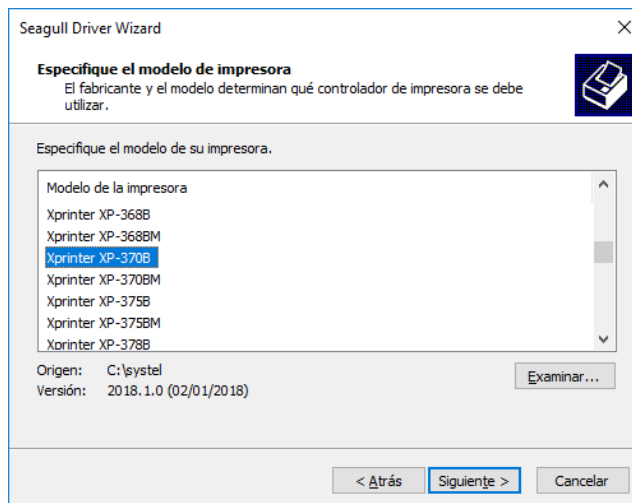 Seagull Driver Wizard
Especifique el modelo de impresora
El fabricante y el modelo determinan qué controlador de impresora se debe
utilizar.
Especifique el modelo de su impresora.
Modelo de la impresora
Xprinter XP-368B
Xprinter XP-368BM
Xprinter XP-370B
Xprinter XP-370BM
Xprinter XP-375B
Xprinter XP-375BM
Xprinter XP-378B
Origen: C:\systel
Examinar...
Versión: 2018.1.0 (02/01/2018)
< Atrás Siguiente > Cancelar